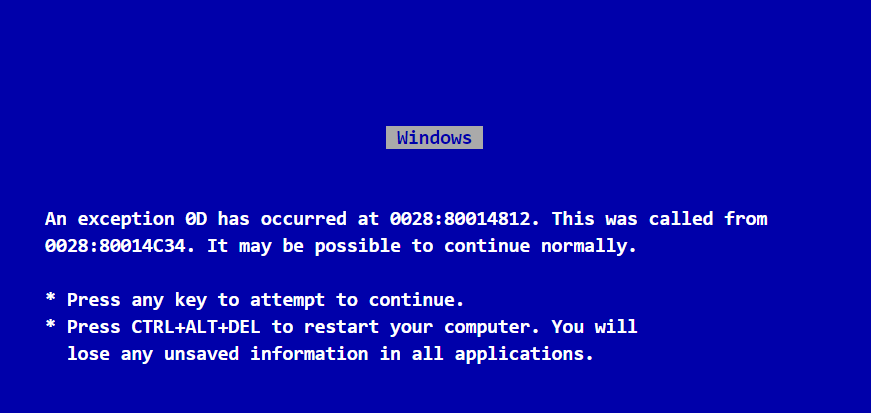 Windows
An exception 0D has occurred at 0028:80014812. This was called from
0028:80014C34. It may be possible to continue normally.
* Press any key to attempt to continue.
* Press CTRL+ALT+DEL to restart your computer. You will
lose any unsaved information in all applications.